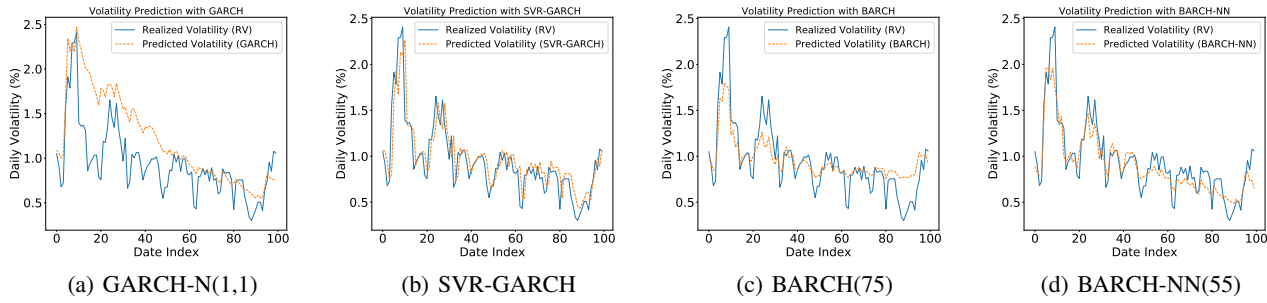 Volatility Prediction with GARCH
Realized Volatility (RV)
Predicted Volatility (GARCH)
Daily Volatility (%)
2.5
2.0
1.5
1.0
0.5
0 20 40 60 80 100
Date Index
(a) GARCH-N(1,1)
Volatility Prediction with SVR-GARCH
Realized Volatility (RV)
Predicted Volatility (SVR-GARCH)
Daily Volatility (%)
2.0
1.5
1.0
0.5
0 20 40 60 80 100
Date Index
(b) SVR-GARCH
Volatility Prediction with BARCH
Realized Volatility (RV)
Predicted Volatility (BARCH)
Daily Volatility (%)
2.0
1.5
1.0
0.5
0 20 40 60 80 100
Date Index
(c) BARCH(75)
Volatility Prediction with BARCH-NN
Realized Volatility (RV)
Predicted Volatility (BARCH-NN)
Daily Volatility (%)
2.0
1.5
1.0
0.5
0 20 40 60 80 100
Date Index
(d) BARCH-NN(55)